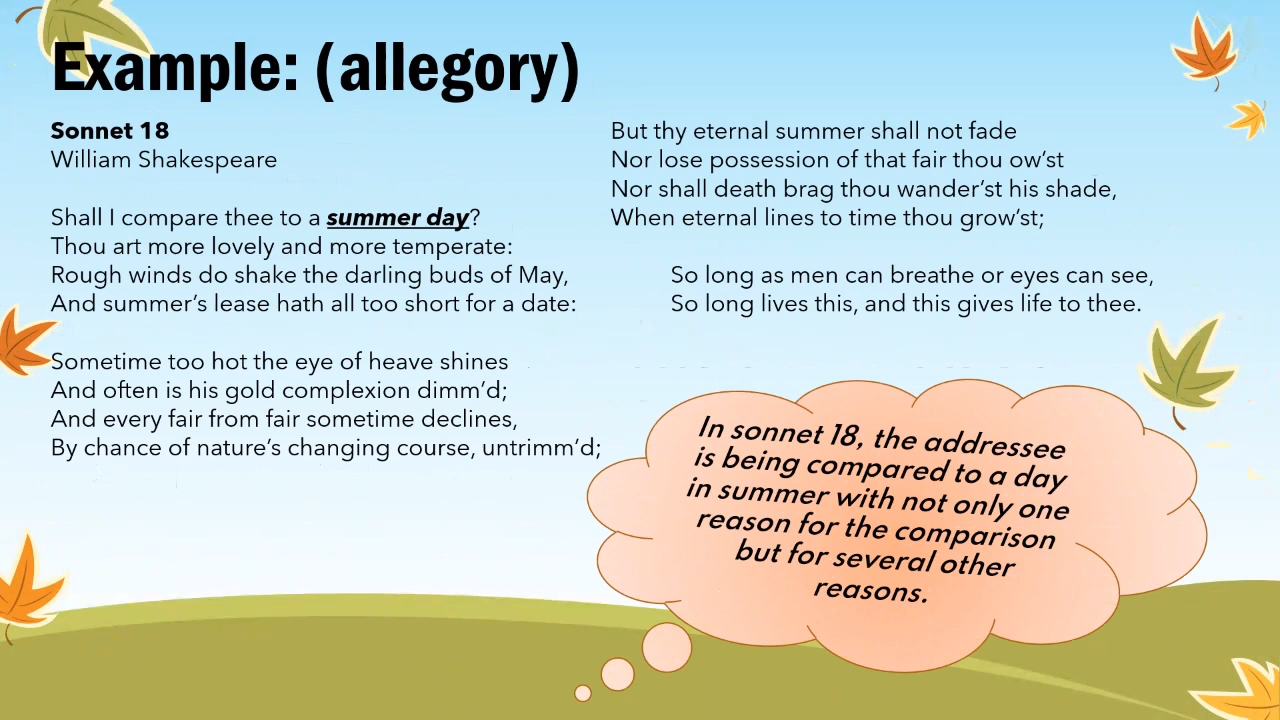 Example: (allegory)
Sonnet 18
William Shakespeare
Shall I compare thee to a summer day?
Thou art more lovely and more temperate:
Rough winds do shake the darling buds of May,
And summer’s lease hath all too short for a date:
Sometime too hot the eye of heave shines
And often is his gold complexion dimm’d;
And every fair from fair sometime declines,
By chance of nature’s changing course, untrimm’d;
But thy eternal summer shall not fade
Nor lose possession of that fair thou ow’st
Nor shall death brag thou wander’st his shade,
When eternal lines to time thou grow’st;
So long as men can breathe or eyes can see,
So long lives this, and this gives life to thee.
In sonnet 18, the addressee
is being compared to a day
in summer with not only one
reason for the comparison
but for several other
reasons.